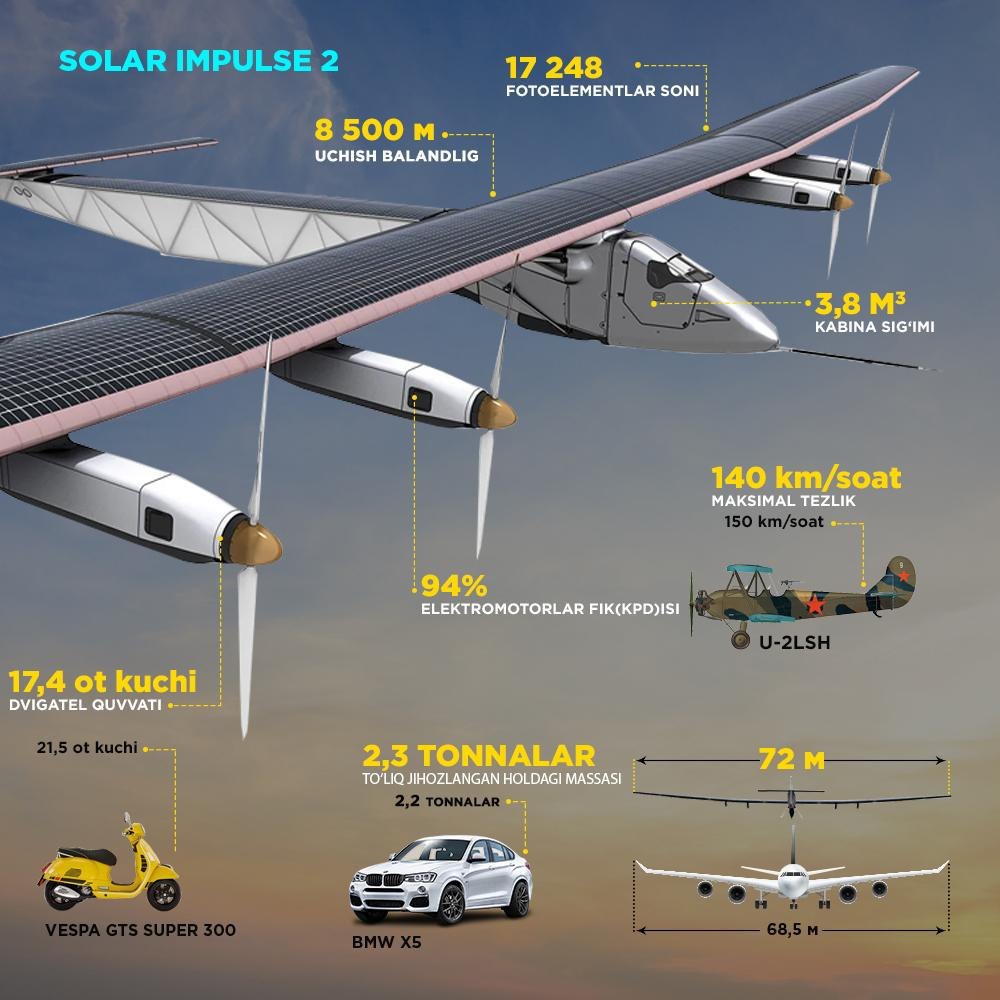 SOLAR IMPULSE 2
17 248
FOTOELEMENTLAR SONI
8 500 м
UCHISH BALANDLIG
3,8 M³
KABINA SIG‘IMI
140 km/soat
MAKSIMAL TEZLIK
150 km/soat
9
U-2LSH
94%
ELEKTROMOTORLAR FIK(KPD)ISI
17,4 ot kuchi
DVIGATEL QUVVATI
21,5 ot kuchi
VESPA GTS SUPER 300
2,3 TONNALAR
TO‘LIQ JIHOZLANGAN HOLDAGI MASSASI
2,2 TONNALAR
BMW X5
72 м
68,5 м